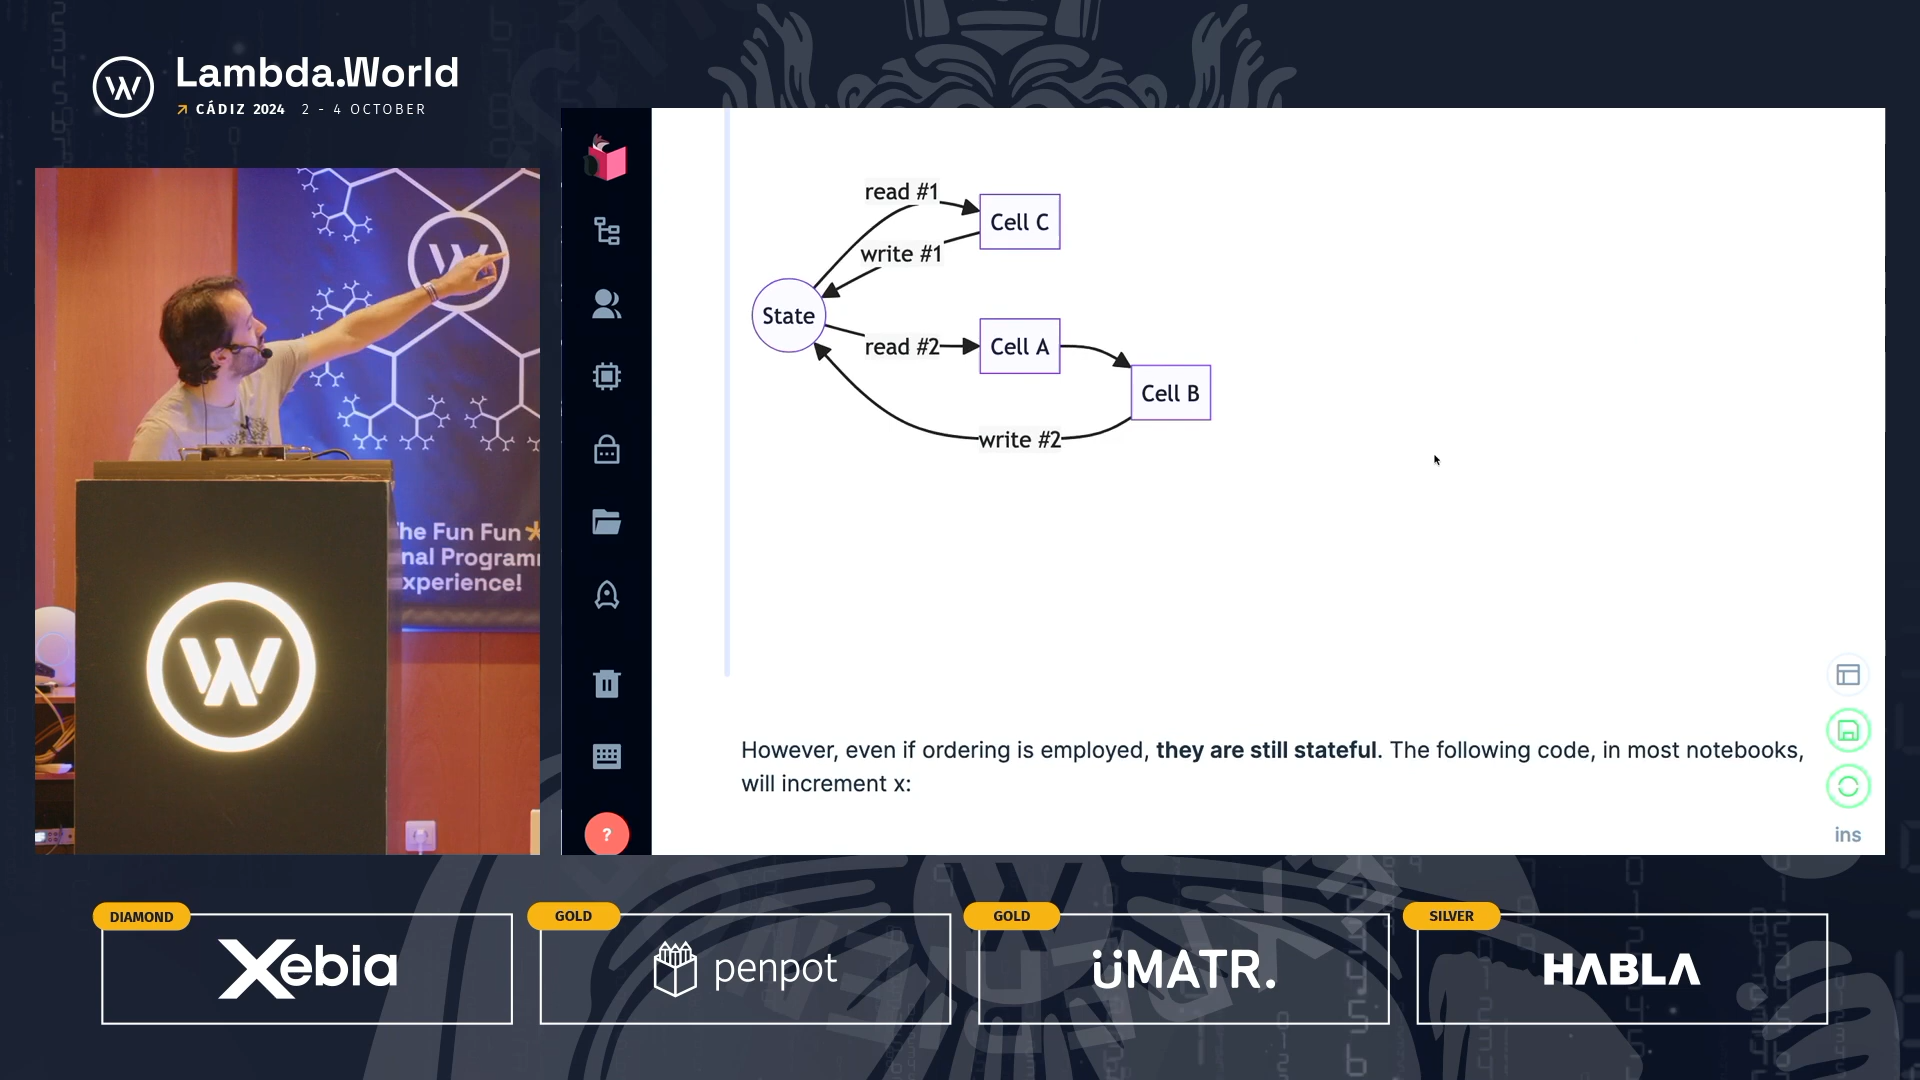 Lambda.World
CÁDIZ 2024 2 - 4 OCTOBER
read #1
Cell C
write #1
State
read #2
Cell A
Cell B
write #2
However, even if ordering is employed, they are still stateful. The following code, in most notebooks,
will increment x:
ins
?
he Fun Fun
nal Programm
xperience!
DIAMOND
Xebia
GOLD
penpot
GOLD
üMATR.
SILVER
HABLA